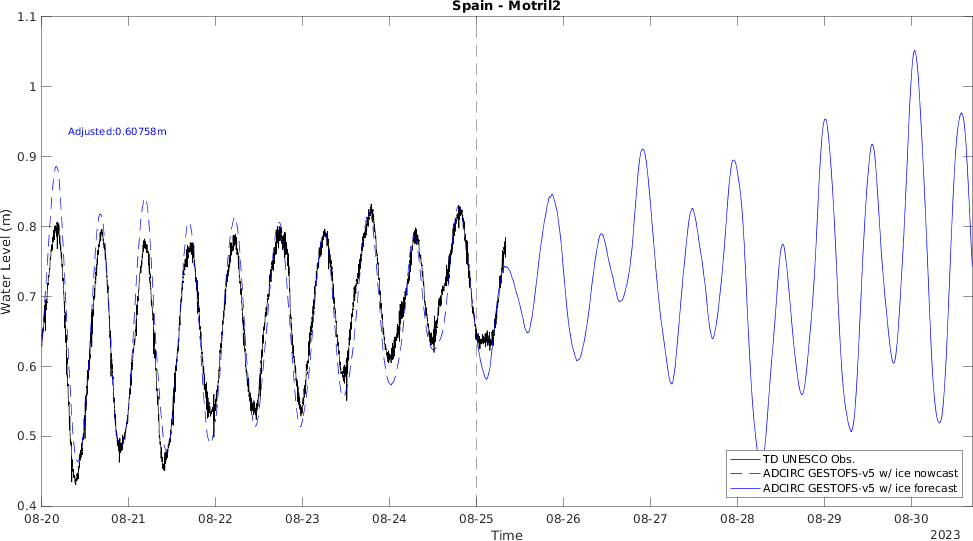 Spain - Motril2
1.1
1
0.9
0.8
0.7
0.6
0.5
0.4
Water Level (m)
Adjusted:0.60758m
TD UNESCO Obs.
ADCIRC GESTOFS-v5 w/ ice nowcast
ADCIRC GESTOFS-v5 w/ ice forecast
08-20 08-21 08-22 08-23 08-24 08-25 08-26 08-27 08-28 08-29 08-30
Time
2023